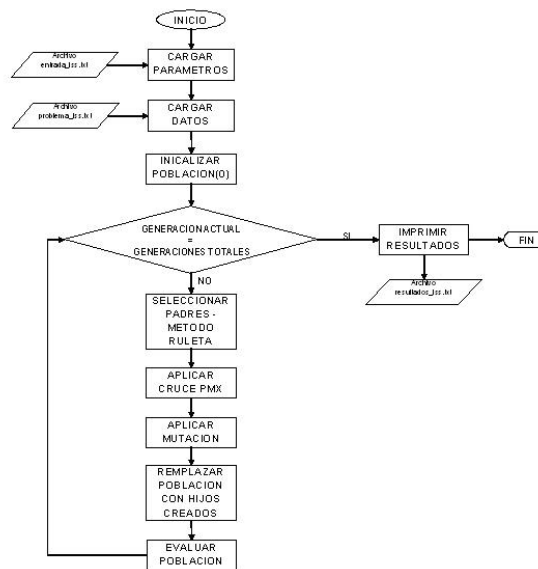 INICIO
Archivo
entrada_jss.txt
CARGAR
PARAMETROS
Archivo
problema_jss.txt
CARGAR
DATOS
INICALIZAR
POBLACION(0)
GENERACION ACTUAL
=
GENERACIONES TOTALES
SI
IMPRIMIR
RESULTADOS
FIN
Archivo
resultados_jss.txt
NO
SELECCIONAR
PADRES -
METODO
RULETA
APLICAR
CRUCE PMX
APLICAR
MUTACION
REMPLAZAR
POBLACION
CON HIJOS
CREADOS
EVALUAR
POBLACION